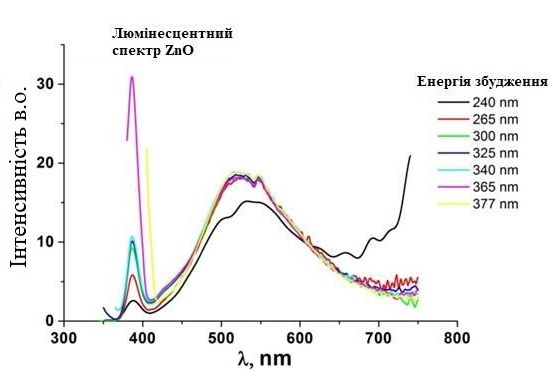 Люмінесцентний
спектр ZnO
Енергія збудження
240 nm
265 nm
300 nm
325 nm
340 nm
365 nm
377 nm
Інтенсивність в.о.
30
20
10
0
300 400 500 600 700 800
λ, nm